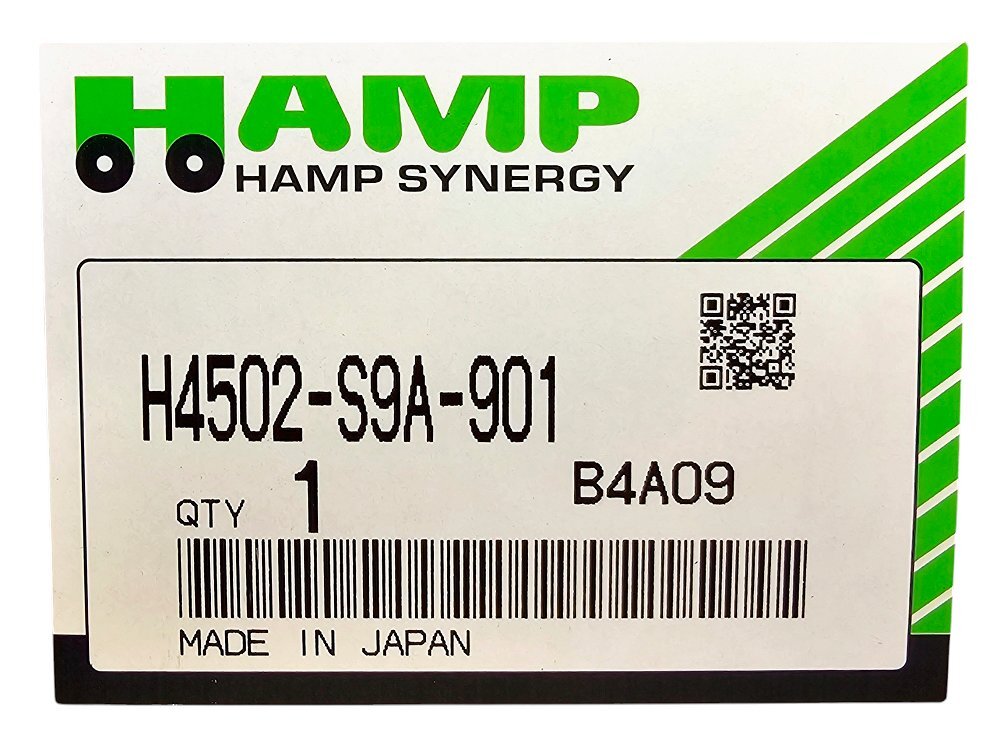 HAMP
HAMP SYNERGY
H4502-S9A-901
QTY 1
B4A09
MADE IN JAPAN